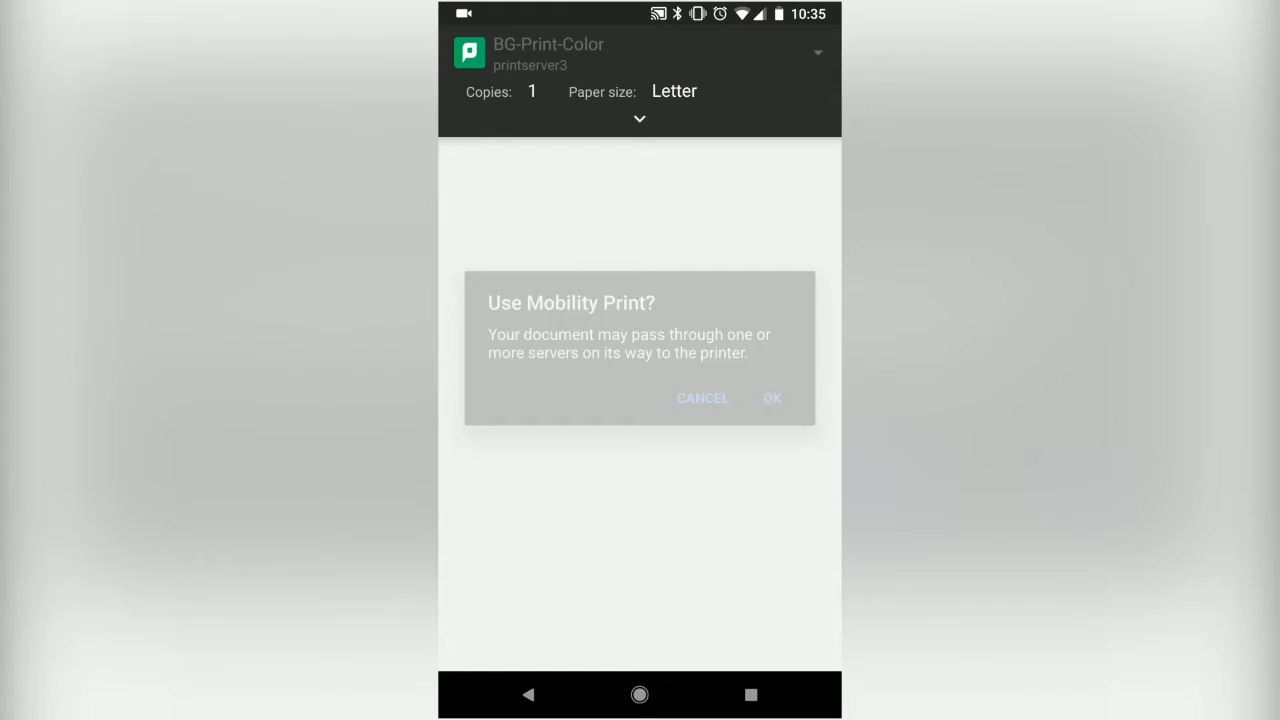 10:35
BG-Print-Color
printserver3
Copies: 1 Paper size: Letter
Use Mobility Print?
Your document may pass through one or
more servers on its way to the printer.
CANCEL OK